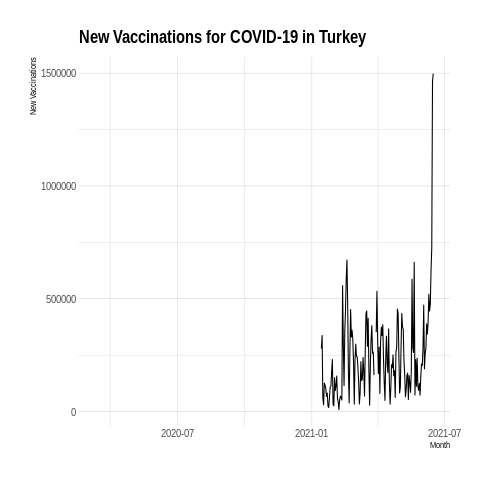 New Vaccinations for COVID-19 in Turkey
New Vaccinations
1500000
1000000
500000
0
2020-07
2021-01
2021-07
Month